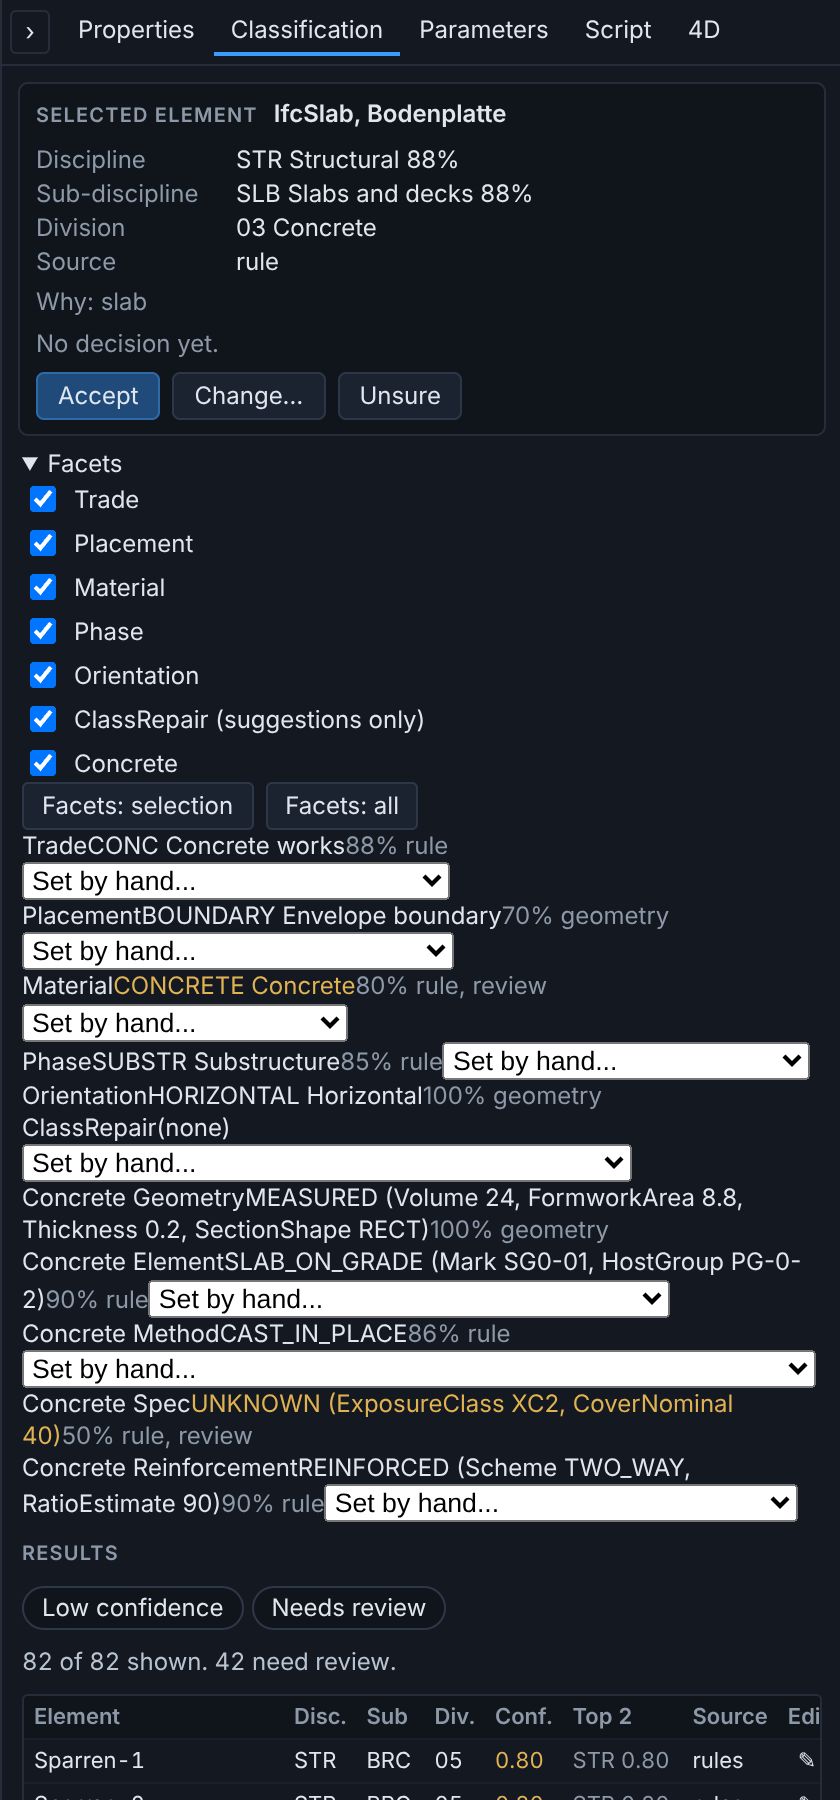 › Properties Classification Parameters Script 4D
SELECTED ELEMENT IfcSlab, Bodenplatte
Discipline STR Structural 88%
Sub-discipline SLB Slabs and decks 88%
Division 03 Concrete
Source rule
Why: slab
No decision yet.
Accept Change... Unsure
▼ Facets
Trade
Placement
Material
Phase
Orientation
ClassRepair (suggestions only)
Concrete
Facets: selection Facets: all
TradeCONC Concrete works88% rule
Set by hand...
PlacementBOUNDARY Envelope boundary70% geometry
Set by hand...
MaterialCONCRETE Concrete80% rule, review
Set by hand...
PhaseSUBSTR Substructure85% rule Set by hand...
OrientationHORIZONTAL Horizontal100% geometry
ClassRepair(none)
Set by hand...
Concrete GeometryMEASURED (Volume 24, FormworkArea 8.8,
Thickness 0.2, SectionShape RECT)100% geometry
Concrete ElementSLAB_ON_GRADE (Mark SG0-01, HostGroup PG-0-
2)90% rule Set by hand...
Concrete MethodCAST_IN_PLACE86% rule
Set by hand...
Concrete SpecUNKNOWN (ExposureClass XC2, CoverNominal
40)50% rule, review
Concrete ReinforcementREINFORCED (Scheme TWO_WAY,
RatioEstimate 90)90% rule Set by hand...
RESULTS
Low confidence Needs review
82 of 82 shown. 42 need review.
Element Disc. Sub Div. Conf. Top 2 Source Edi
Sparren-1 STR BRC 05 0.80 STR 0.80 rules ✎